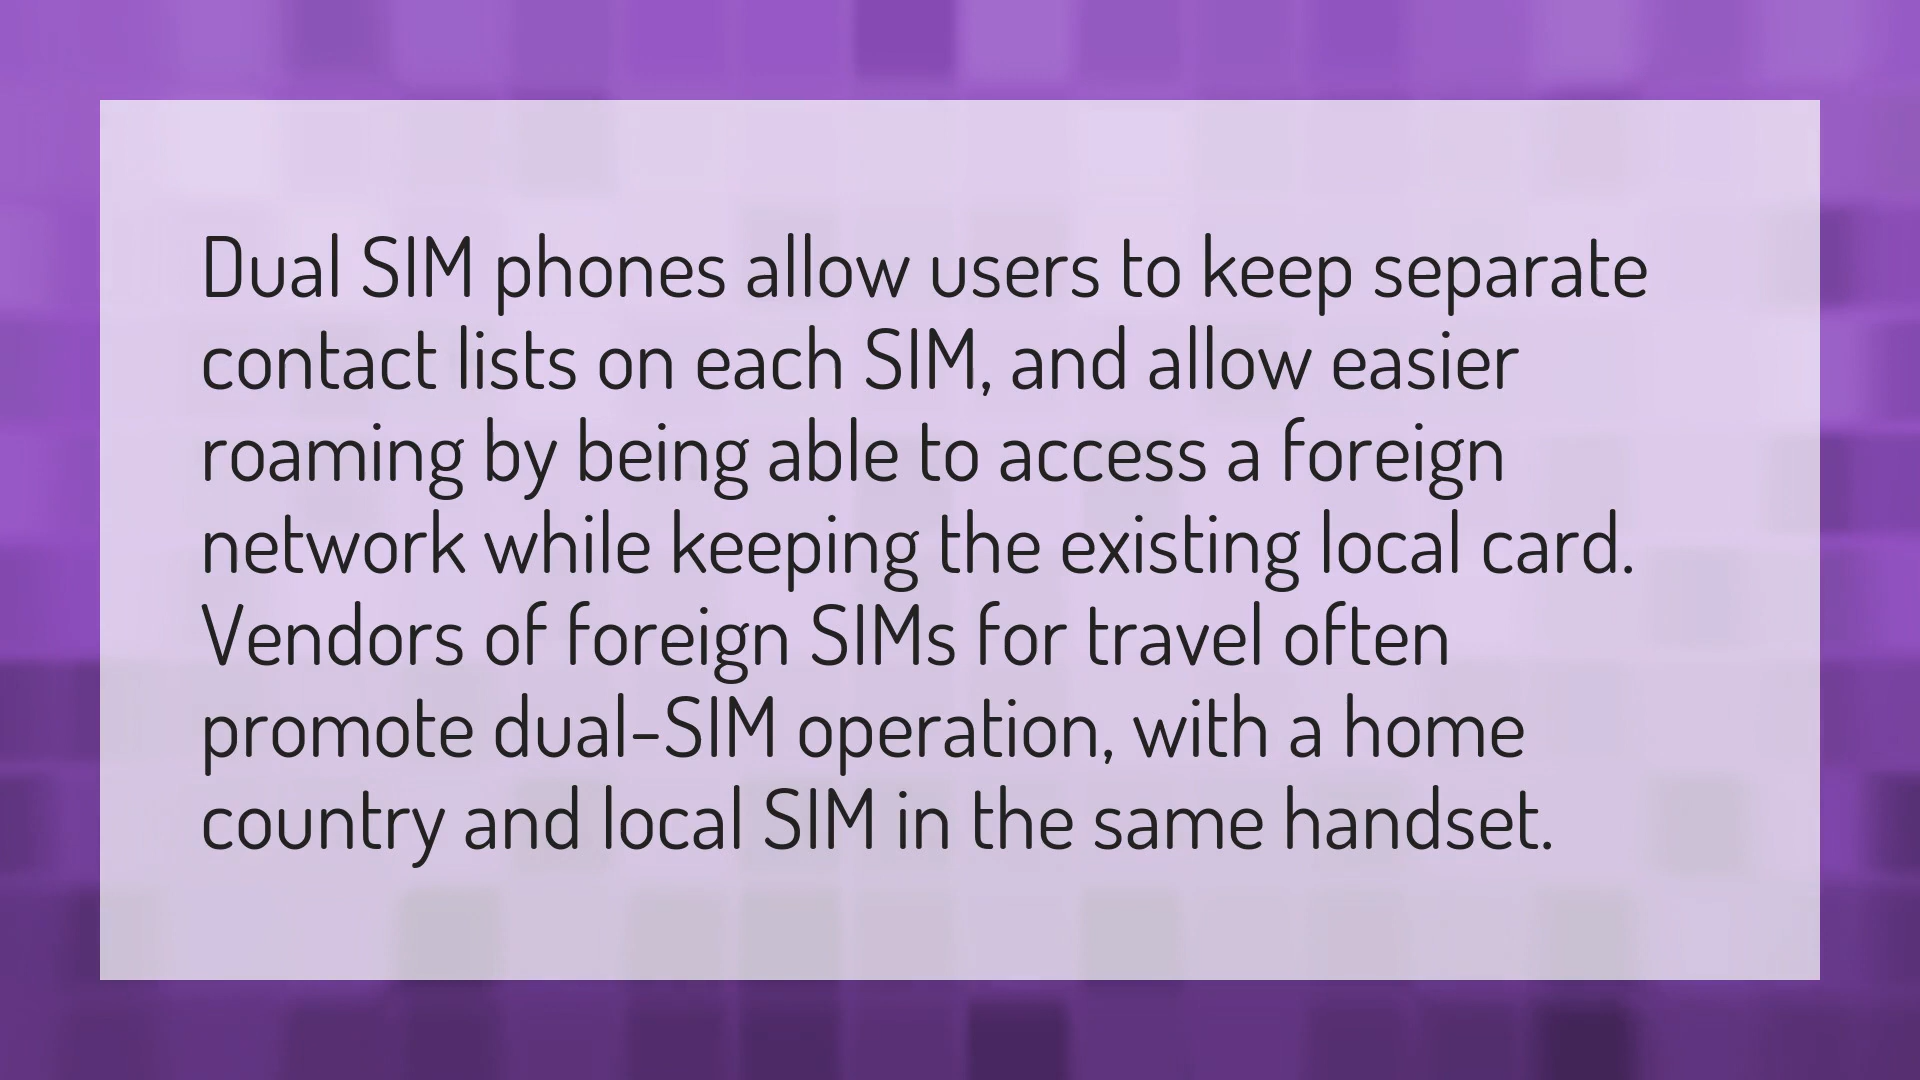 Dual SIM phones allow users to keep separate
contact lists on each SIM, and allow easier
roaming by being able to access a foreign
network while keeping the existing local card.
Vendors of foreign SIMs for travel often
promote dual-SIM operation, with a home
country and local SIM in the same handset.